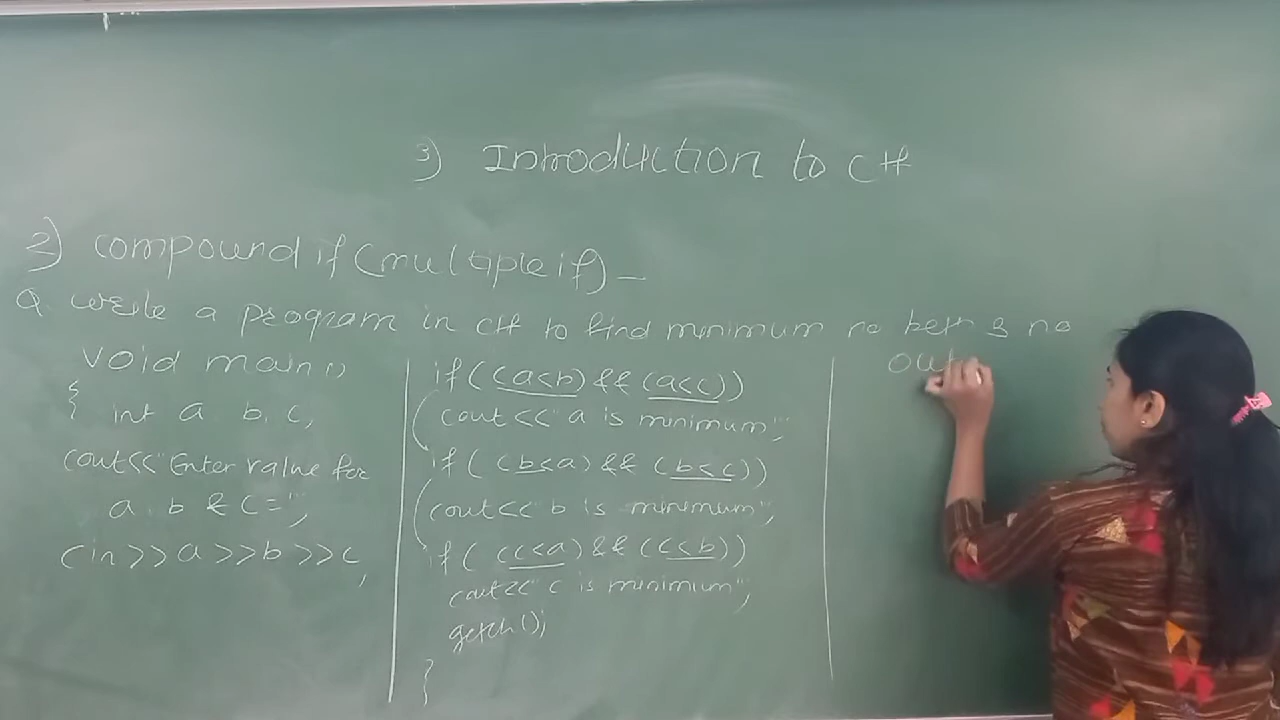 3) Introduction to C++
2) compound if (multiple if) -
Q write a program in C++ to find minimum no betn 3 no
void main()
{
int a b, c,
cout<<"Enter value for
a b & c=";
cin>>a>>b>>c,
if((a<b)&&(a<c))
cout<<"a is minimum";
if((b<a)&&(b<c))
cout<<"b is minimum";
if((c<a)&&(c<b))
cout<<"c is minimum";
getch();
}
out